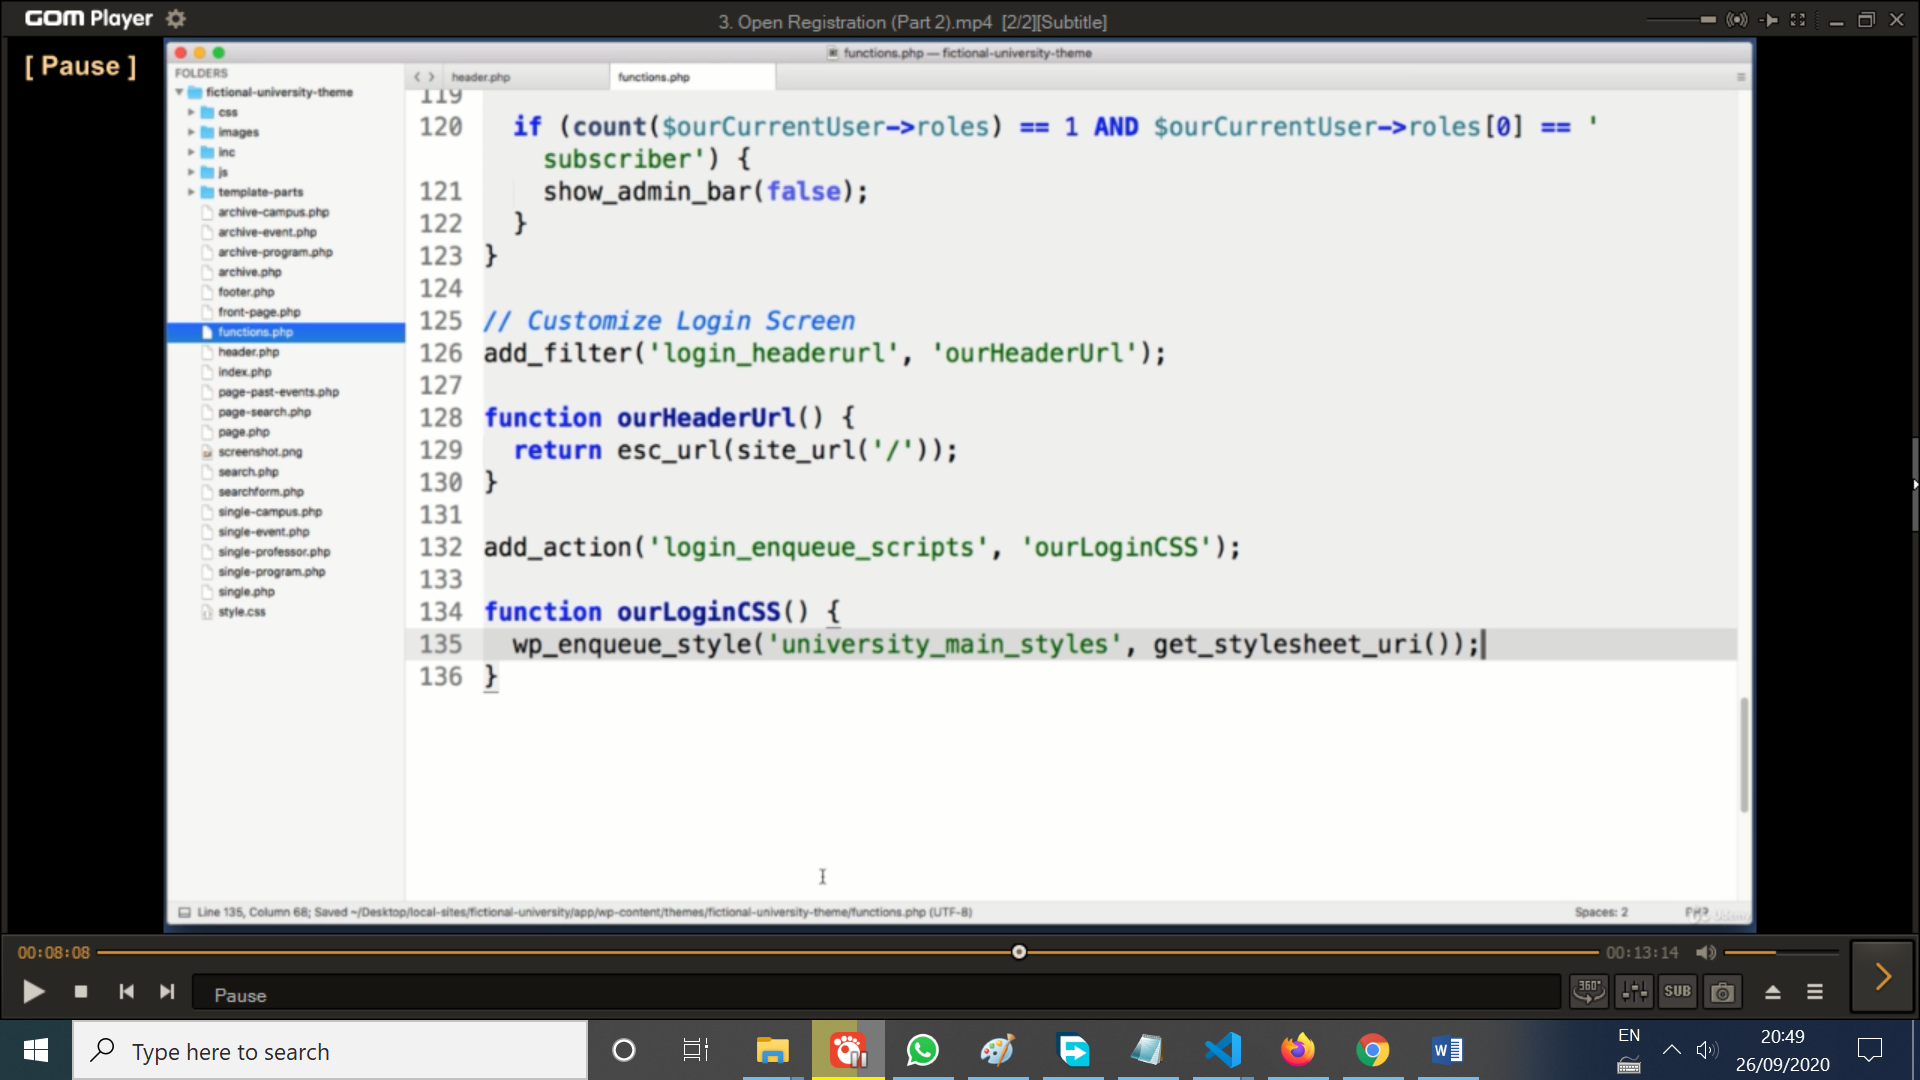 GOM Player
3. Open Registration (Part 2).mp4 [2/2][Subtitle]
[ Pause ]
functions.php — fictional-university-theme
FOLDERS
fictional-university-theme
css
images
inc
js
template-parts
archive-campus.php
archive-event.php
archive-program.php
archive.php
footer.php
front-page.php
functions.php
header.php
index.php
page-past-events.php
page-search.php
page.php
screenshot.png
search.php
searchform.php
single-campus.php
single-event.php
single-professor.php
single-program.php
single.php
style.css
header.php
functions.php
119
120 if (count($ourCurrentUser->roles) == 1 AND $ourCurrentUser->roles[0] == '
subscriber') {
121 show_admin_bar(false);
122 }
123 }
124
125 // Customize Login Screen
126 add_filter('login_headerurl', 'ourHeaderUrl');
127
128 function ourHeaderUrl() {
129 return esc_url(site_url('/'));
130 }
131
132 add_action('login_enqueue_scripts', 'ourLoginCSS');
133
134 function ourLoginCSS() {
135 wp_enqueue_style('university_main_styles', get_stylesheet_uri());
136 }
Line 135, Column 68; Saved ~/Desktop/local-sites/fictional-university/app/wp-content/themes/fictional-university-theme/functions.php (UTF-8)
Spaces: 2
PHP
00:08:08
00:13:14
Pause
360°
SUB
Type here to search
EN
20:49
26/09/2020